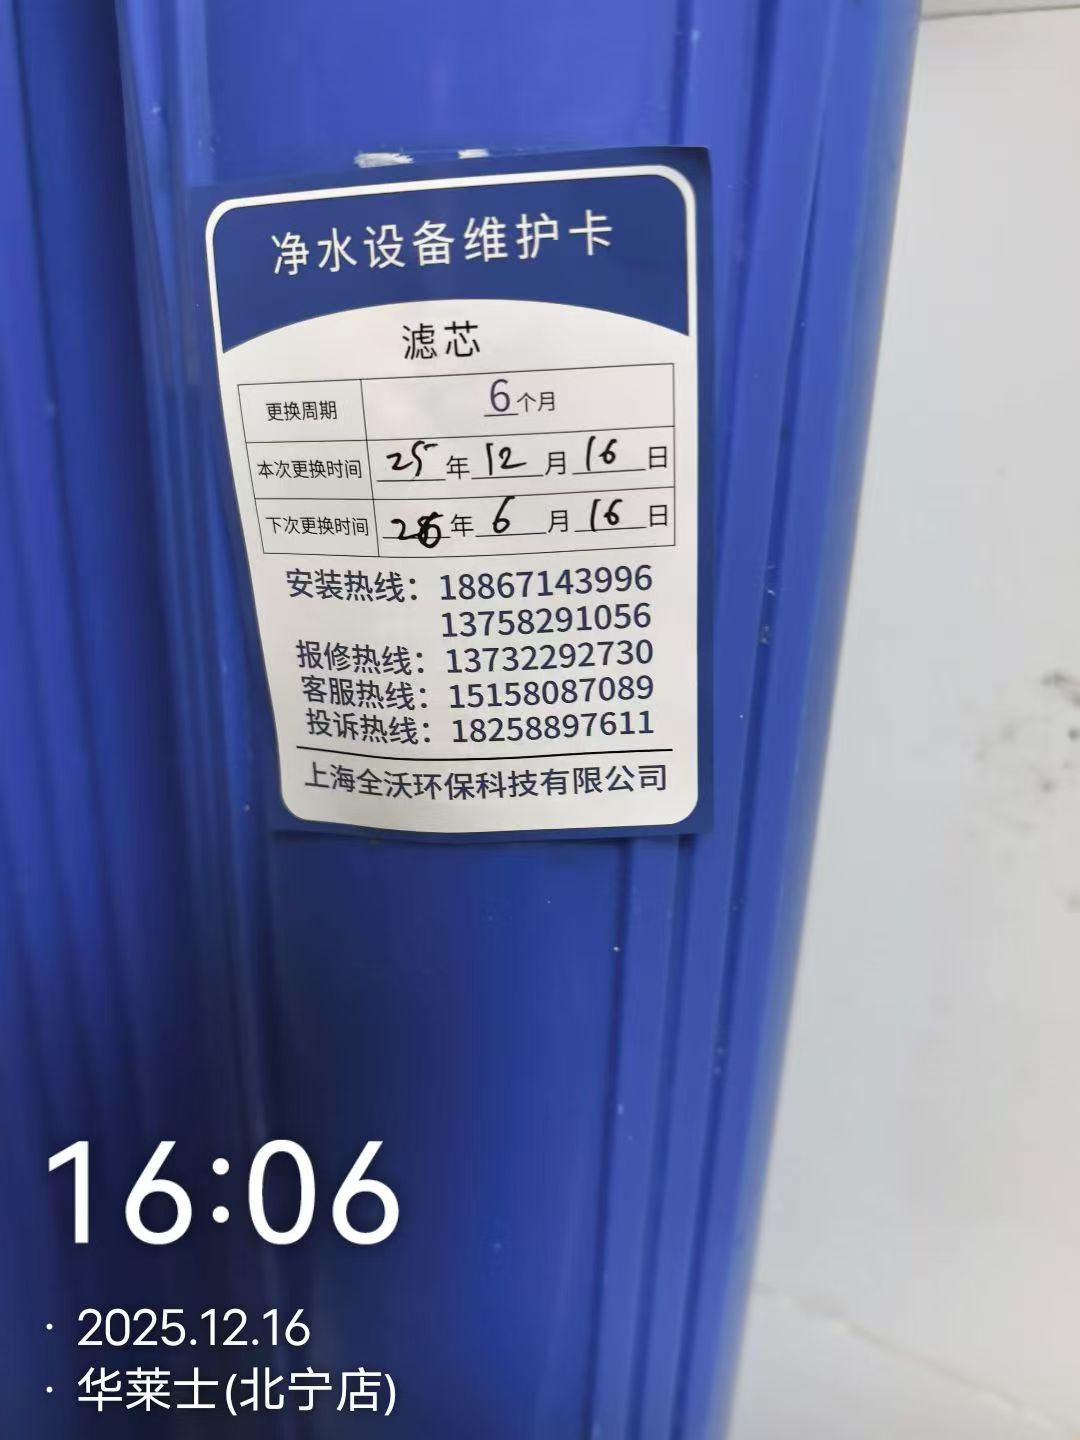 净水设备维护卡
滤芯
更换周期 6个月
本次更换时间 25年12月16日
下次更换时间 26年6月16日
安装热线：18867143996
13758291056
报修热线：13732292730
客服热线：15158087089
投诉热线：18258897611
上海全沃环保科技有限公司
16:06
· 2025.12.16
· 华莱士(北宁店)